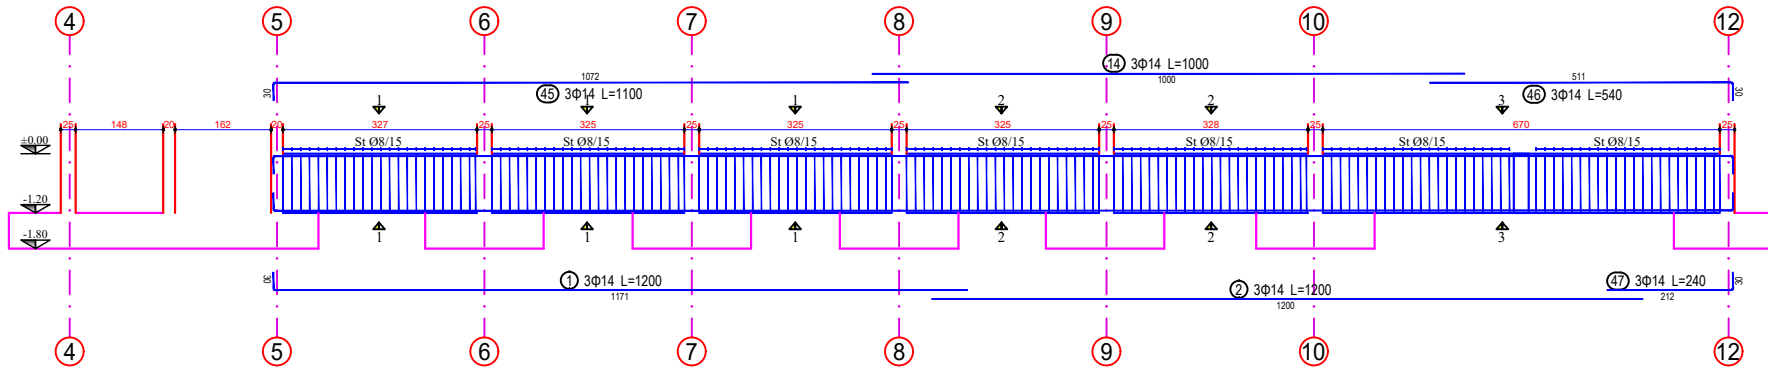 4 5 6 7 8 9 10 12
14 3Φ14 L=1000
1072 1000 511
30 45 3Φ14 L=1100 46 3Φ14 L=540 30
1 1 1 2 2 3
25 148 20 162 20 327 25 325 25 325 25 325 25 328 25 670 25
±0.00 St Ø8/15 St Ø8/15 St Ø8/15 St Ø8/15 St Ø8/15 St Ø8/15 St Ø8/15
-1.20
-1.80 1 1 1 2 2 3
30 1 3Φ14 L=1200 2 3Φ14 L=1200 47 3Φ14 L=240 30
1171 1200 212
4 5 6 7 8 9 10 12